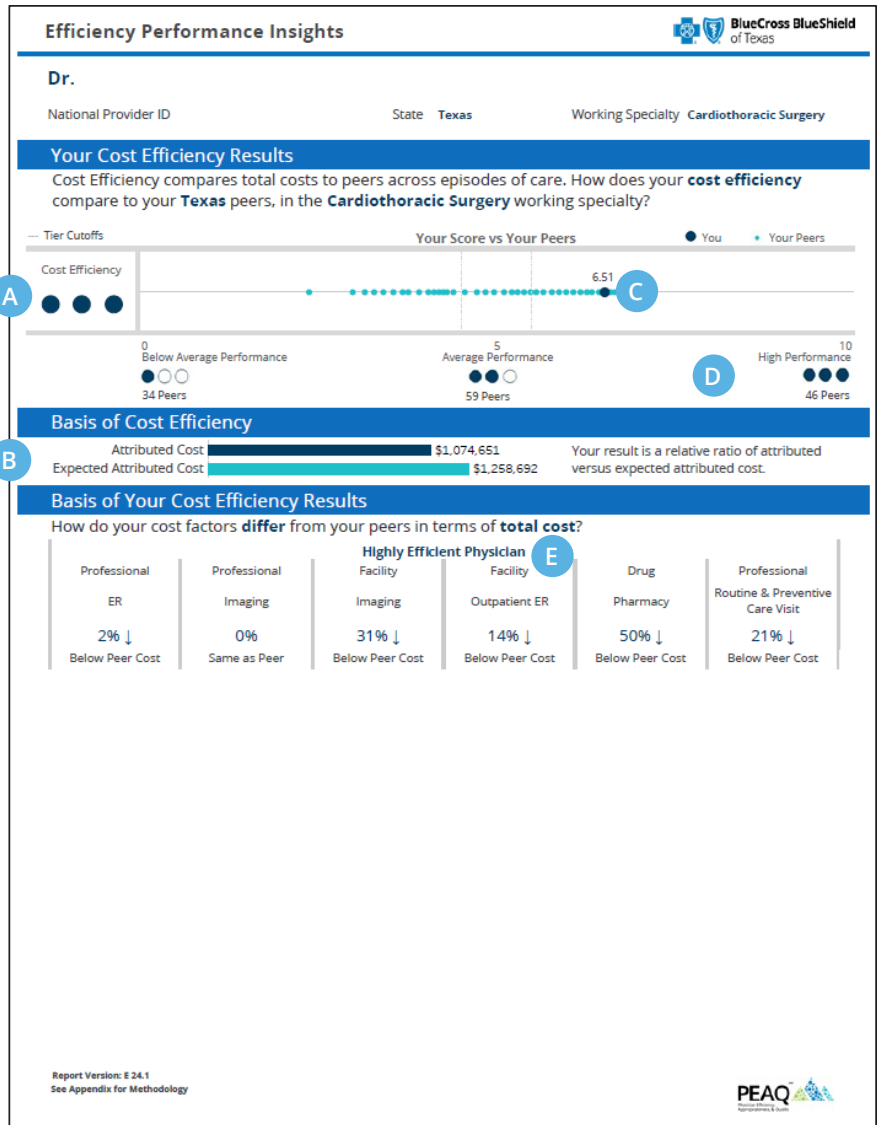 Efficiency Performance Insights
BlueCross BlueShield
of Texas
Dr.
National Provider ID State Texas Working Specialty Cardiothoracic Surgery
Your Cost Efficiency Results
Cost Efficiency compares total costs to peers across episodes of care. How does your cost efficiency
compare to your Texas peers, in the Cardiothoracic Surgery working specialty?
--- Tier Cutoffs Your Score vs Your Peers You Your Peers
Cost Efficiency
6.51
A
C
0 5 10
Below Average Performance Average Performance High Performance
D
34 Peers 59 Peers 46 Peers
Basis of Cost Efficiency
B
Attributed Cost $1,074,651
Expected Attributed Cost $1,258,692
Your result is a relative ratio of attributed
versus expected attributed cost.
Basis of Your Cost Efficiency Results
How do your cost factors differ from your peers in terms of total cost?
Highly Efficient Physician
E
Professional Professional Facility Facility Drug Professional
ER Imaging Imaging Outpatient ER Pharmacy Routine & Preventive
Care Visit
2% ↓ 0% 31% ↓ 14% ↓ 50% ↓ 21% ↓
Below Peer Cost Same as Peer Below Peer Cost Below Peer Cost Below Peer Cost Below Peer Cost
Report Version: E 24.1
See Appendix for Methodology
PEAQ™
Physician Efficiency,
Appropriateness, & Quality